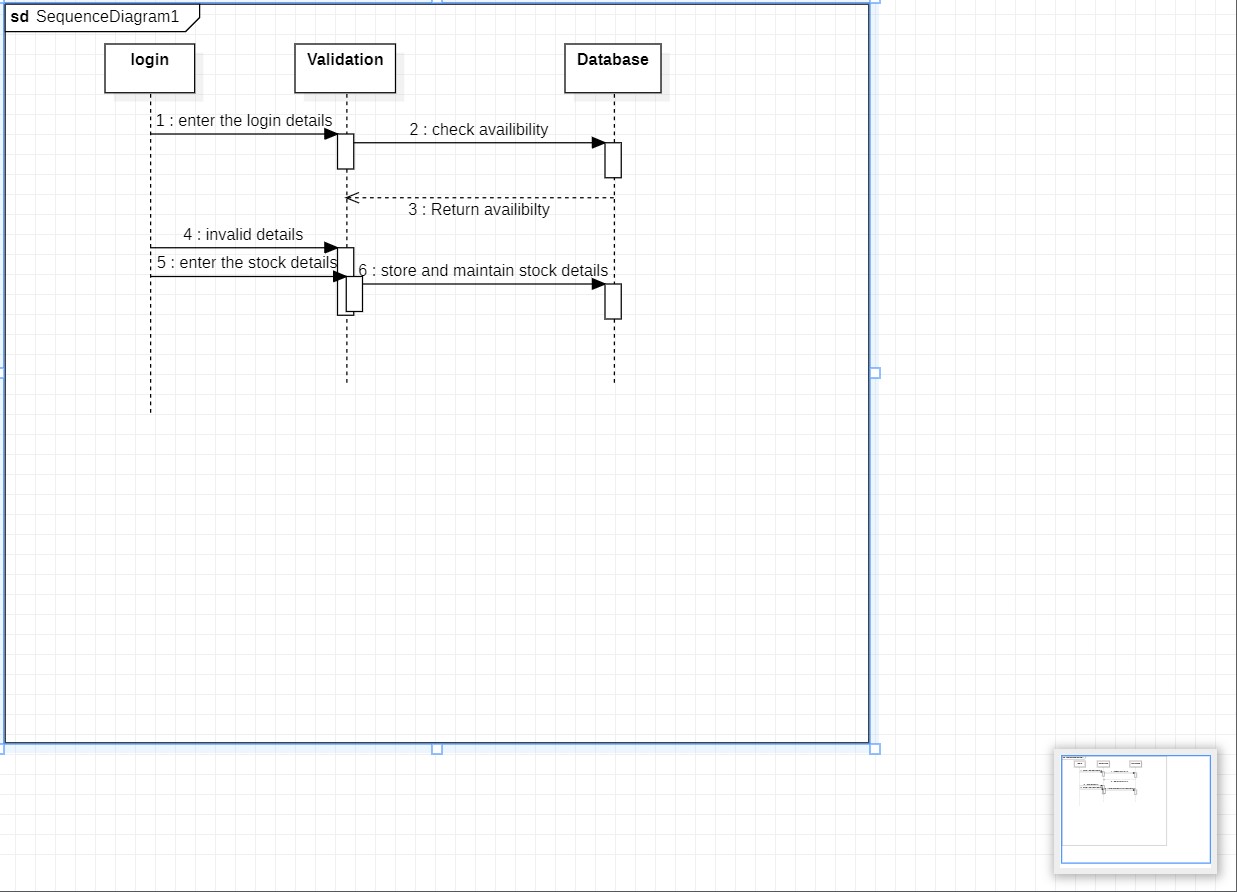 sd SequenceDiagram1
login
Validation
Database
1 : enter the login details
2 : check availibility
3 : Return availibilty
4 : invalid details
5 : enter the stock details
6 : store and maintain stock details